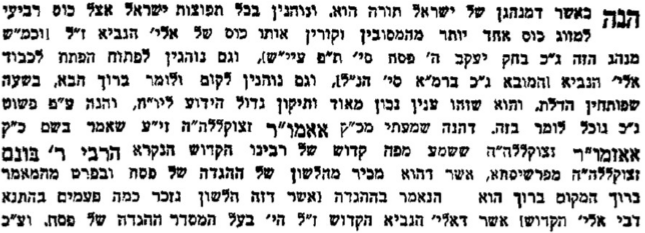 הנה כאשר דמנהגן של ישראל תורה הוא. ונוהגין בכל תפוצות ישראל אצל כוס רביעי
למזוג כוס אחד יותר מהמסובין וקורין אותו כוס של אלי׳ הנביא ז״ל [וכמ״ש
מנהג הזה ג״כ בחק יעקב ה׳ פסח סי׳ ת״פ עיי״ש], וגם נוהגין לפתוח הפתח לכבוד
אלי׳ הנביא [המובא ג״כ ברמ״א סי׳ הנ״ל], וגם נוהגין לקום ולומר ברוך הבא, בשעה
שפותחין הדלת. והוא שזהו ענין נכון מאוד ותיקון גדול הידוע ליו״ח, והנה ע״פ פשוט
ג״כ נוכל לומר בזה. דהנה שמעתי מכ״ק אאמו״ר זצוקללה״ה זי״ע שאמר בשם כ״ק
אאזמו״ר זצוקללה״ה ששמע מפה קדוש של רבינו הקדוש הנקרא הרבי ר׳ בונם
זצוקללה״ה מפרשיסחא, אשר דהוא מכיר מהלשון של ההגדה של פסח ובפרט מהמאמר
ברוך המקום ברוך הוא הנאמר בההגדה [אשר דזה הלשון נזכר כמה פעמים בהתנא
דבי אלי׳ הקדוש] אשר דאלי׳ הנביא הקדוש ז״ל הי׳ בעל המסדר ההגדה של פסח. וצ״כ